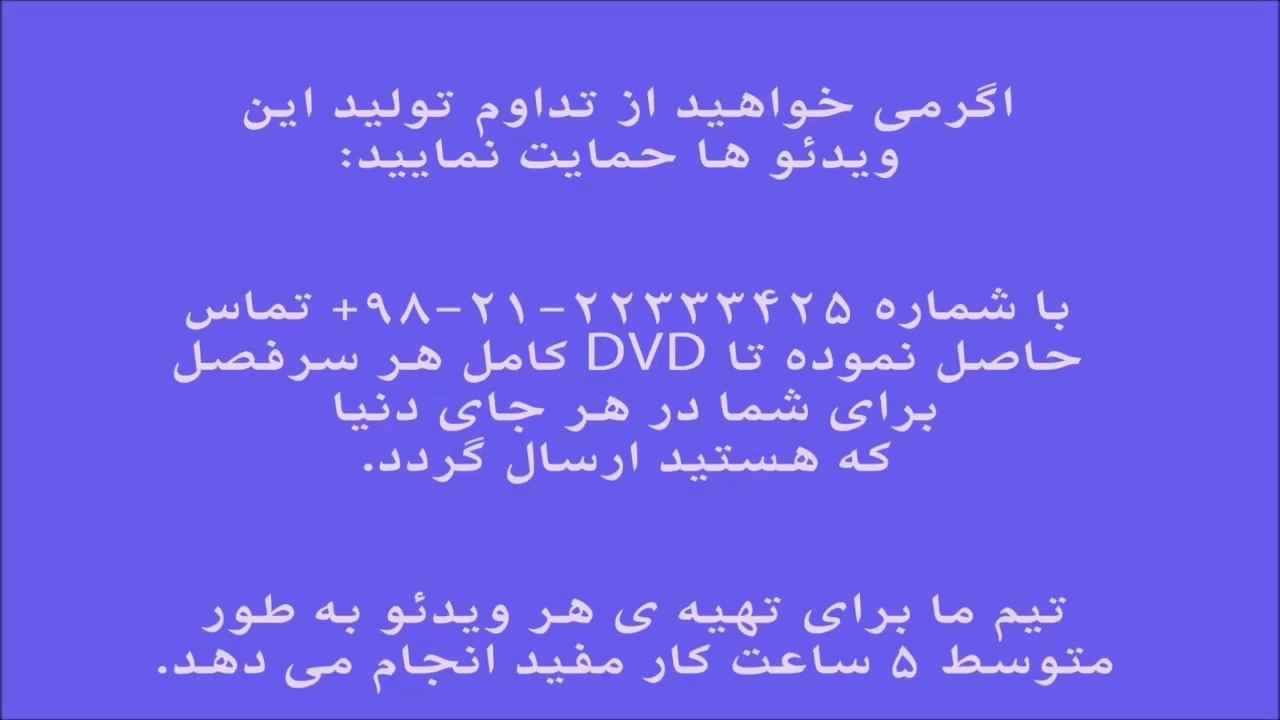 اگرمی خواهید از تداوم تولید این
ویدئو ها حمایت نمایید:
با شماره ۲۲۳۳۳۴۲۵-۲۱-۹۸+ تماس
حاصل نموده تا DVD کامل هر سرفصل
برای شما در هر جای دنیا
که هستید ارسال گردد.
تیم ما برای تهیه ی هر ویدئو به طور
متوسط ۵ ساعت کار مفید انجام می دهد.